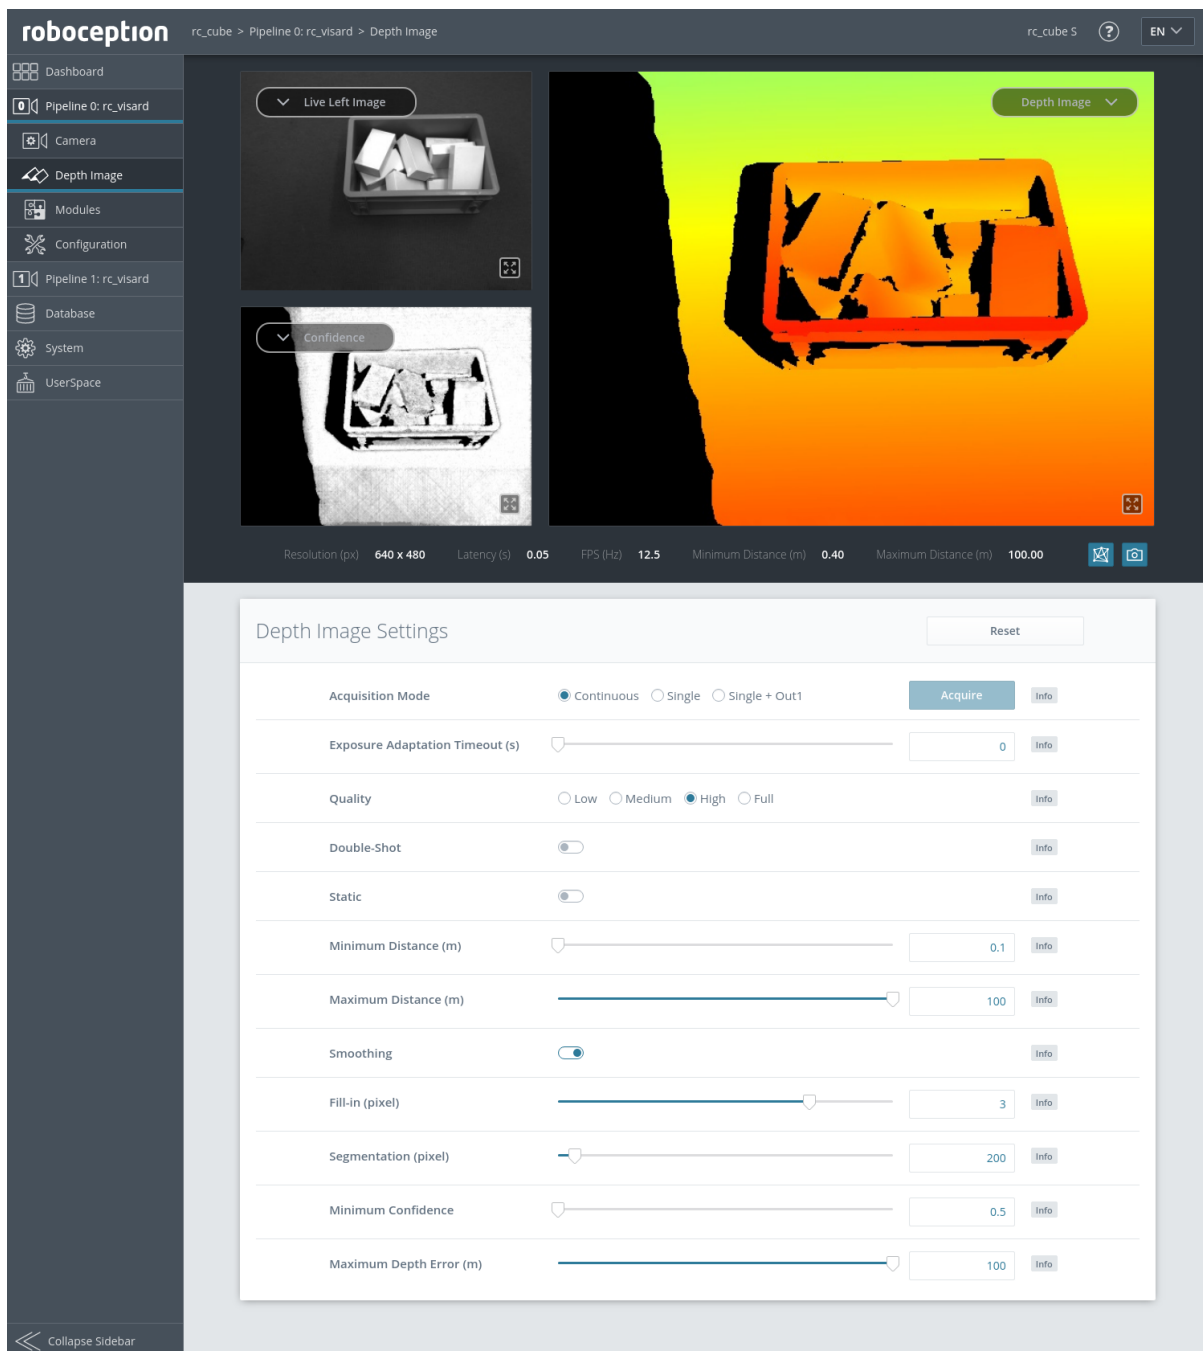 roboception
rc_cube > Pipeline 0: rc_visard > Depth Image
rc_cube S ? EN
Dashboard
0 Pipeline 0: rc_visard
Camera
Depth Image
Modules
Configuration
1 Pipeline 1: rc_visard
Database
System
UserSpace
Live Left Image
Depth Image
Confidence
Resolution (px) 640 x 480 Latency (s) 0.05 FPS (Hz) 12.5 Minimum Distance (m) 0.40 Maximum Distance (m) 100.00
Depth Image Settings Reset
Acquisition Mode Continuous Single Single + Out1 Acquire Info
Exposure Adaptation Timeout (s) 0 Info
Quality Low Medium High Full Info
Double-Shot Info
Static Info
Minimum Distance (m) 0.1 Info
Maximum Distance (m) 100 Info
Smoothing Info
Fill-in (pixel) 3 Info
Segmentation (pixel) 200 Info
Minimum Confidence 0.5 Info
Maximum Depth Error (m) 100 Info
Collapse Sidebar